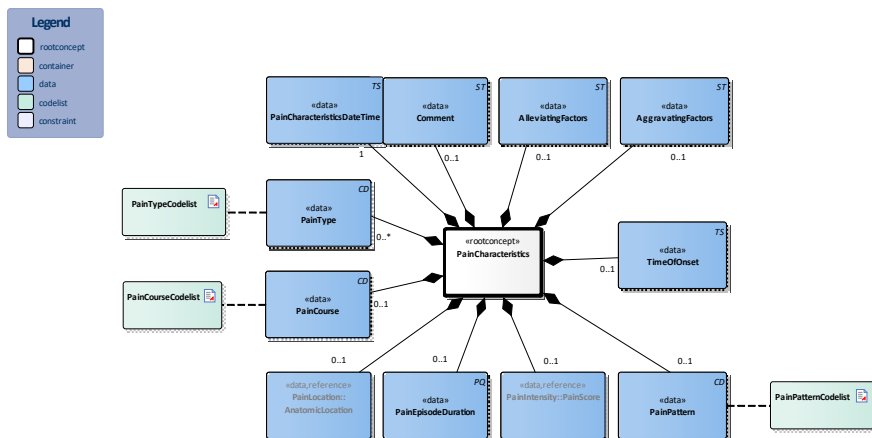 Legend
rootconcept
container
data
codelist
constraint
TS
«data»
PainCharacteristicsDateTime
1
ST
«data»
Comment
0..1
ST
«data»
AlleviatingFactors
0..1
ST
«data»
AggravatingFactors
0..1
PainTypeCodelist
CD
«data»
PainType
0..*
«rootconcept»
PainCharacteristics
TS
«data»
TimeOfOnset
0..1
PainCourseCodelist
CD
«data»
PainCourse
0..1
0..1
0..1
0..1
0..1
«data,reference»
PainLocation::
AnatomicLocation
PQ
«data»
PainEpisodeDuration
«data,reference»
PainIntensity::PainScore
CD
«data»
PainPattern
PainPatternCodelist